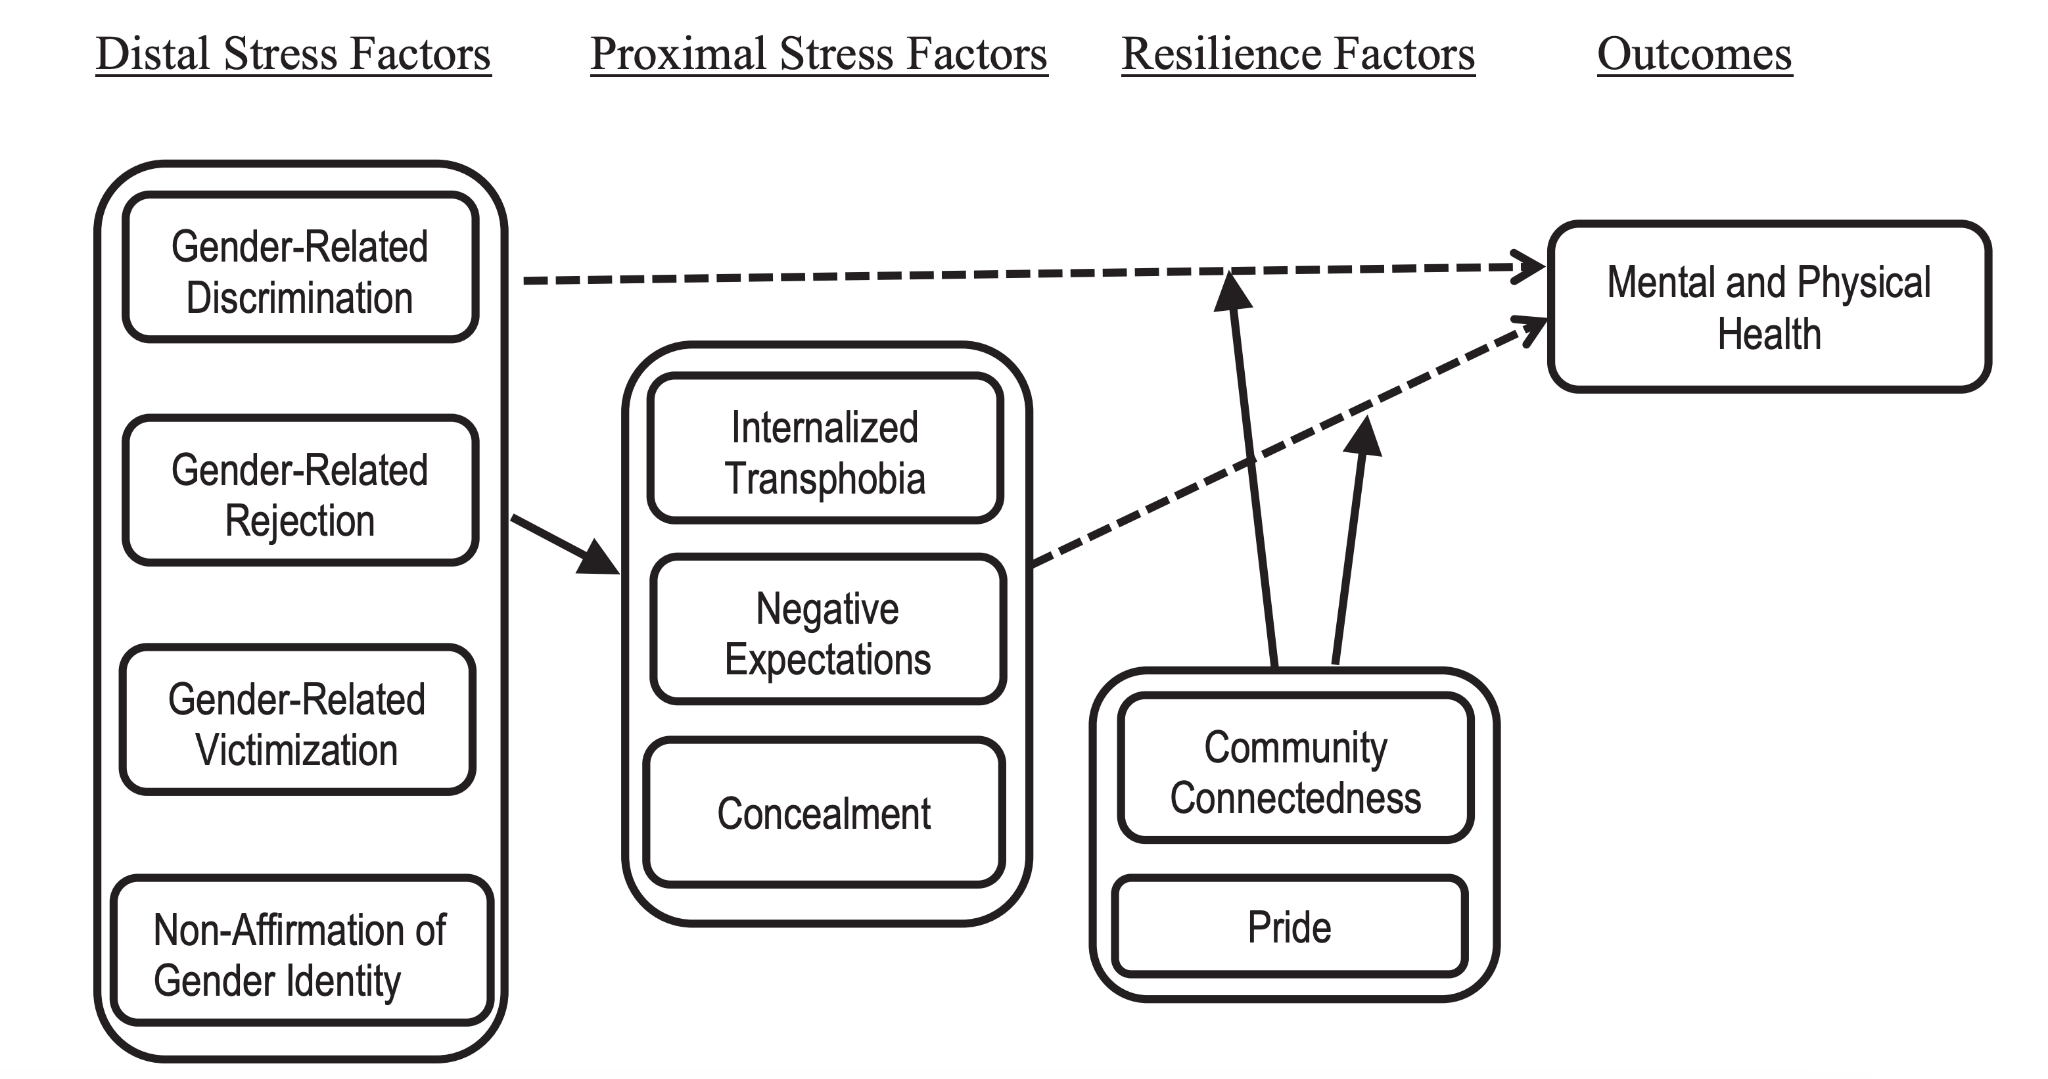 Distal Stress Factors
Proximal Stress Factors
Resilience Factors
Outcomes
Gender-Related
Discrimination
Gender-Related
Rejection
Gender-Related
Victimization
Non-Affirmation of
Gender Identity
Internalized
Transphobia
Negative
Expectations
Concealment
Community
Connectedness
Pride
Mental and Physical
Health